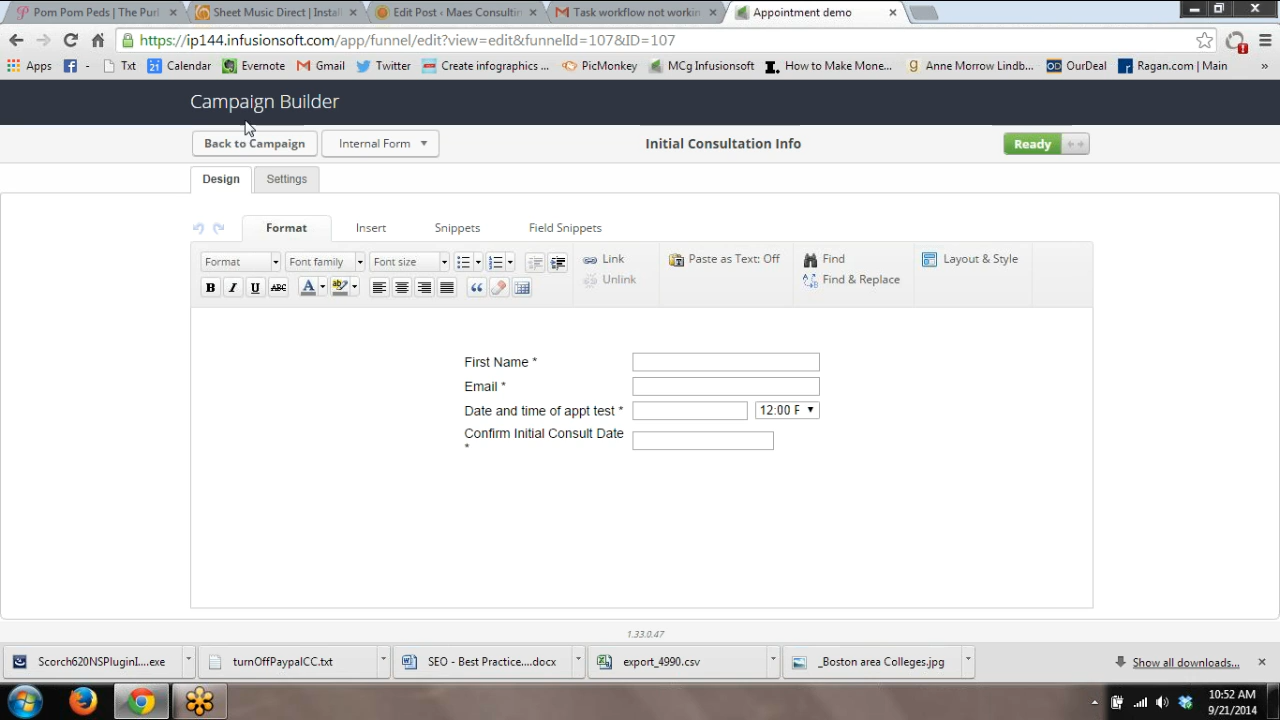 Pom Pom Peds | The Purl
Sheet Music Direct | Install
Edit Post ‹ Maes Consultin
Task workflow not workin
Appointment demo
https://ip144.infusionsoft.com/app/funnel/edit?view=edit&funnelId=107&ID=107
Apps
-
Txt
Calendar
Evernote
Gmail
Twitter
Create infographics ...
PicMonkey
MCg Infusionsoft
How to Make Mone...
Anne Morrow Lindb...
OurDeal
Ragan.com | Main
»
Campaign Builder
Back to Campaign
Internal Form
Initial Consultation Info
Ready
Design
Settings
Format
Insert
Snippets
Field Snippets
Format
Font family
Font size
Link
Paste as Text: Off
Find
Layout & Style
B I U ABC
Unlink
Find & Replace
First Name *
Email *
Date and time of appt test *
12:00 P
Confirm Initial Consult Date
*
1.33.0.47
Scorch620NSPluginI....exe
turnOffPaypalCC.txt
SEO - Best Practice....docx
export_4990.csv
_Boston area Colleges.jpg
Show all downloads...
10:52 AM
9/21/2014